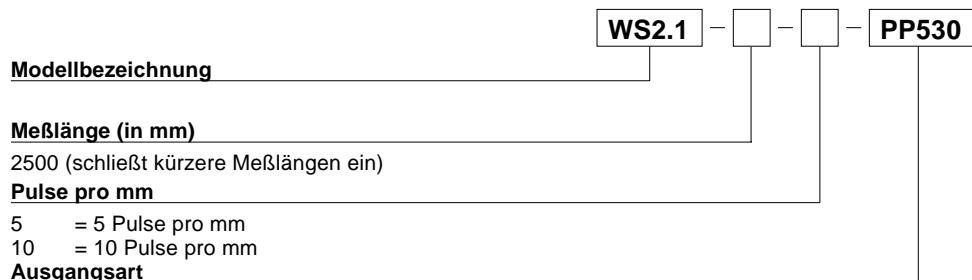 WS2.1 – – – PP530
Modellbezeichnung
Meßlänge (in mm)
2500 (schließt kürzere Meßlängen ein)
Pulse pro mm
5 = 5 Pulse pro mm
10 = 10 Pulse pro mm
Ausgangsart